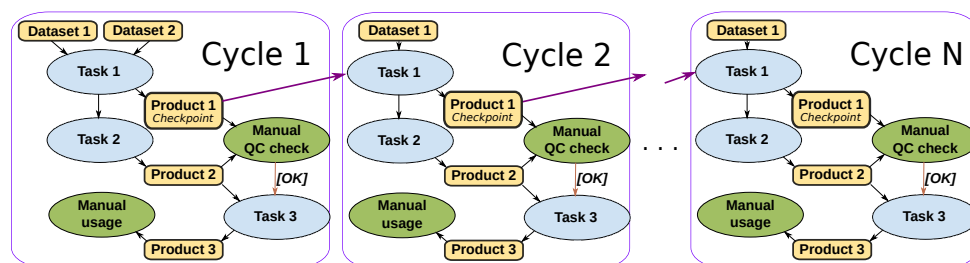 Dataset 1
Dataset 2
Cycle 1
Task 1
Product 1
Checkpoint
Task 2
Manual
QC check
Product 2
[OK]
Manual
usage
Task 3
Product 3
Dataset 1
Cycle 2
Task 1
Product 1
Checkpoint
Task 2
Manual
QC check
Product 2
[OK]
Manual
usage
Task 3
Product 3
. . .
Dataset 1
Cycle N
Task 1
Product 1
Checkpoint
Task 2
Manual
QC check
Product 2
[OK]
Manual
usage
Task 3
Product 3